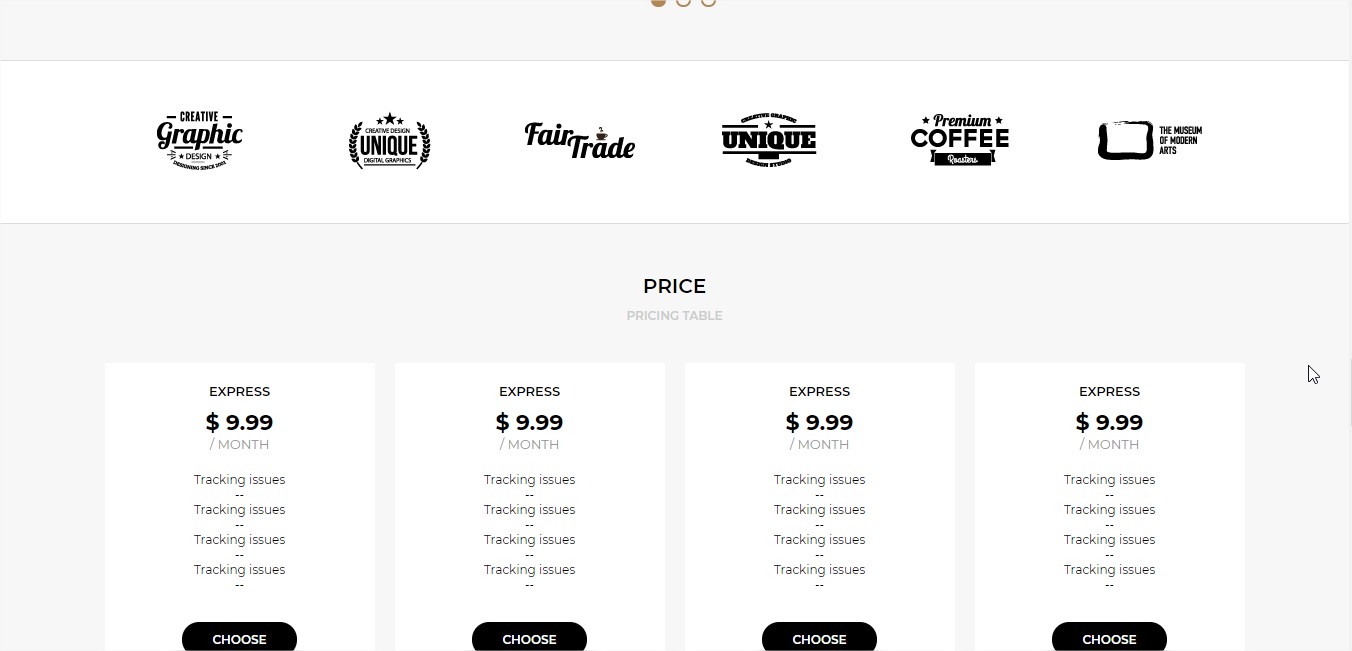 CREATIVE
Graphic
DESIGN
DESIGNING SINCE 2001
CREATIVE DESIGN
UNIQUE
DIGITAL GRAPHICS
Fair Trade
CREATIVE GRAPHIC
UNIQUE
DESIGN STUDIO
Premium
COFFEE
Roasters
THE MUSEUM
OF MODERN
ARTS
PRICE
PRICING TABLE
EXPRESS EXPRESS EXPRESS EXPRESS
$ 9.99 $ 9.99 $ 9.99 $ 9.99
/ MONTH / MONTH / MONTH / MONTH
Tracking issues Tracking issues Tracking issues Tracking issues
-- -- -- --
Tracking issues Tracking issues Tracking issues Tracking issues
-- -- -- --
Tracking issues Tracking issues Tracking issues Tracking issues
-- -- -- --
Tracking issues Tracking issues Tracking issues Tracking issues
-- -- -- --
CHOOSE CHOOSE CHOOSE CHOOSE